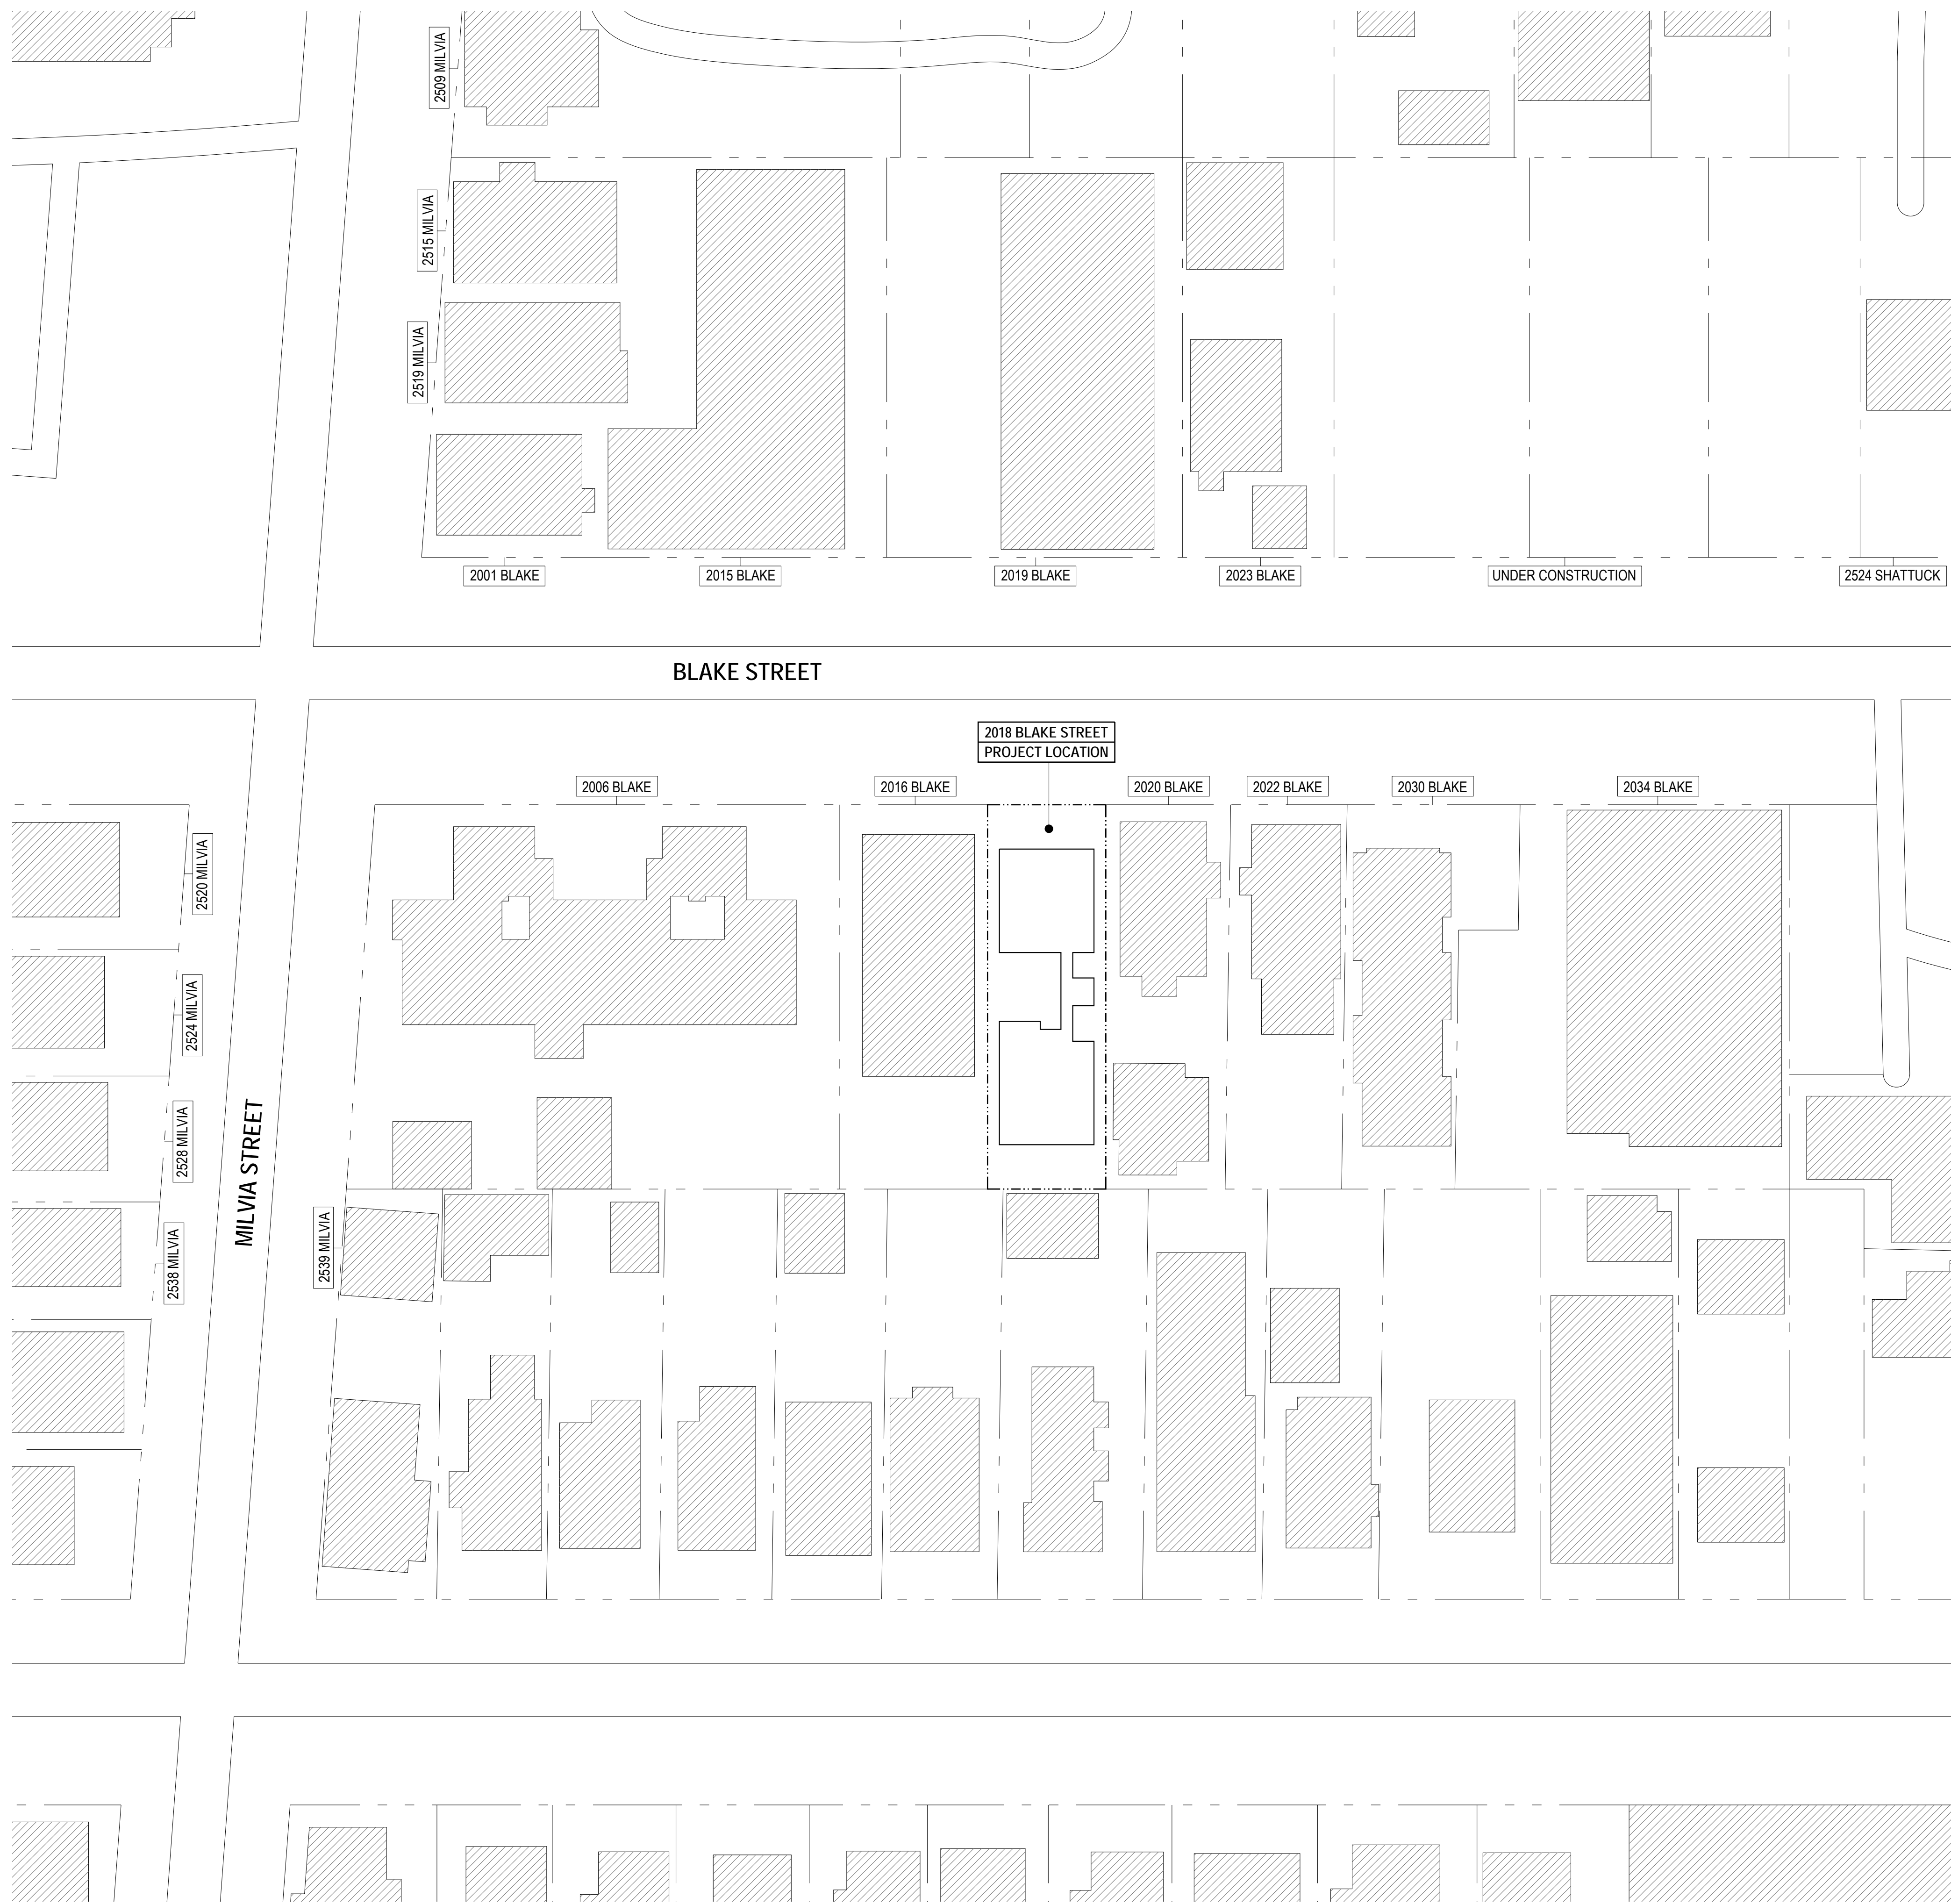 2509 MILVIA
2515 MILVIA
2519 MILVIA
2001 BLAKE
2015 BLAKE
2019 BLAKE
2023 BLAKE
UNDER CONSTRUCTION
2524 SHATTUCK
BLAKE STREET
2018 BLAKE STREET
PROJECT LOCATION
2006 BLAKE
2016 BLAKE
2020 BLAKE
2022 BLAKE
2030 BLAKE
2034 BLAKE
2520 MILVIA
2524 MILVIA
2528 MILVIA
MILVIA STREET
2539 MILVIA
2538 MILVIA